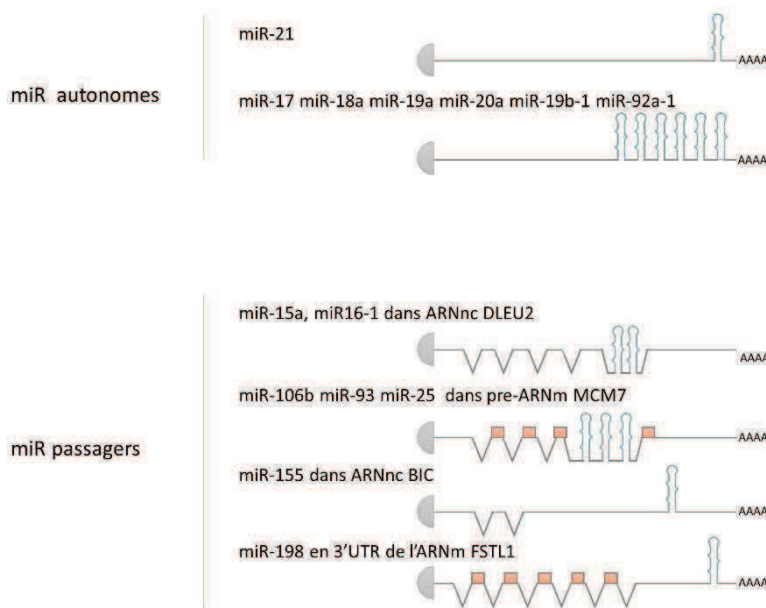 miR-21
AAAA
miR autonomes
miR-17 miR-18a miR-19a miR-20a miR-19b-1 miR-92a-1
AAAA
miR-15a, miR16-1 dans ARNnc DLEU2
AAAA
miR-106b miR-93 miR-25 dans pre-ARNm MCM7
AAAA
miR passagers
miR-155 dans ARNnc BIC
AAAA
miR-198 en 3'UTR de l'ARNm FSTL1
AAAA